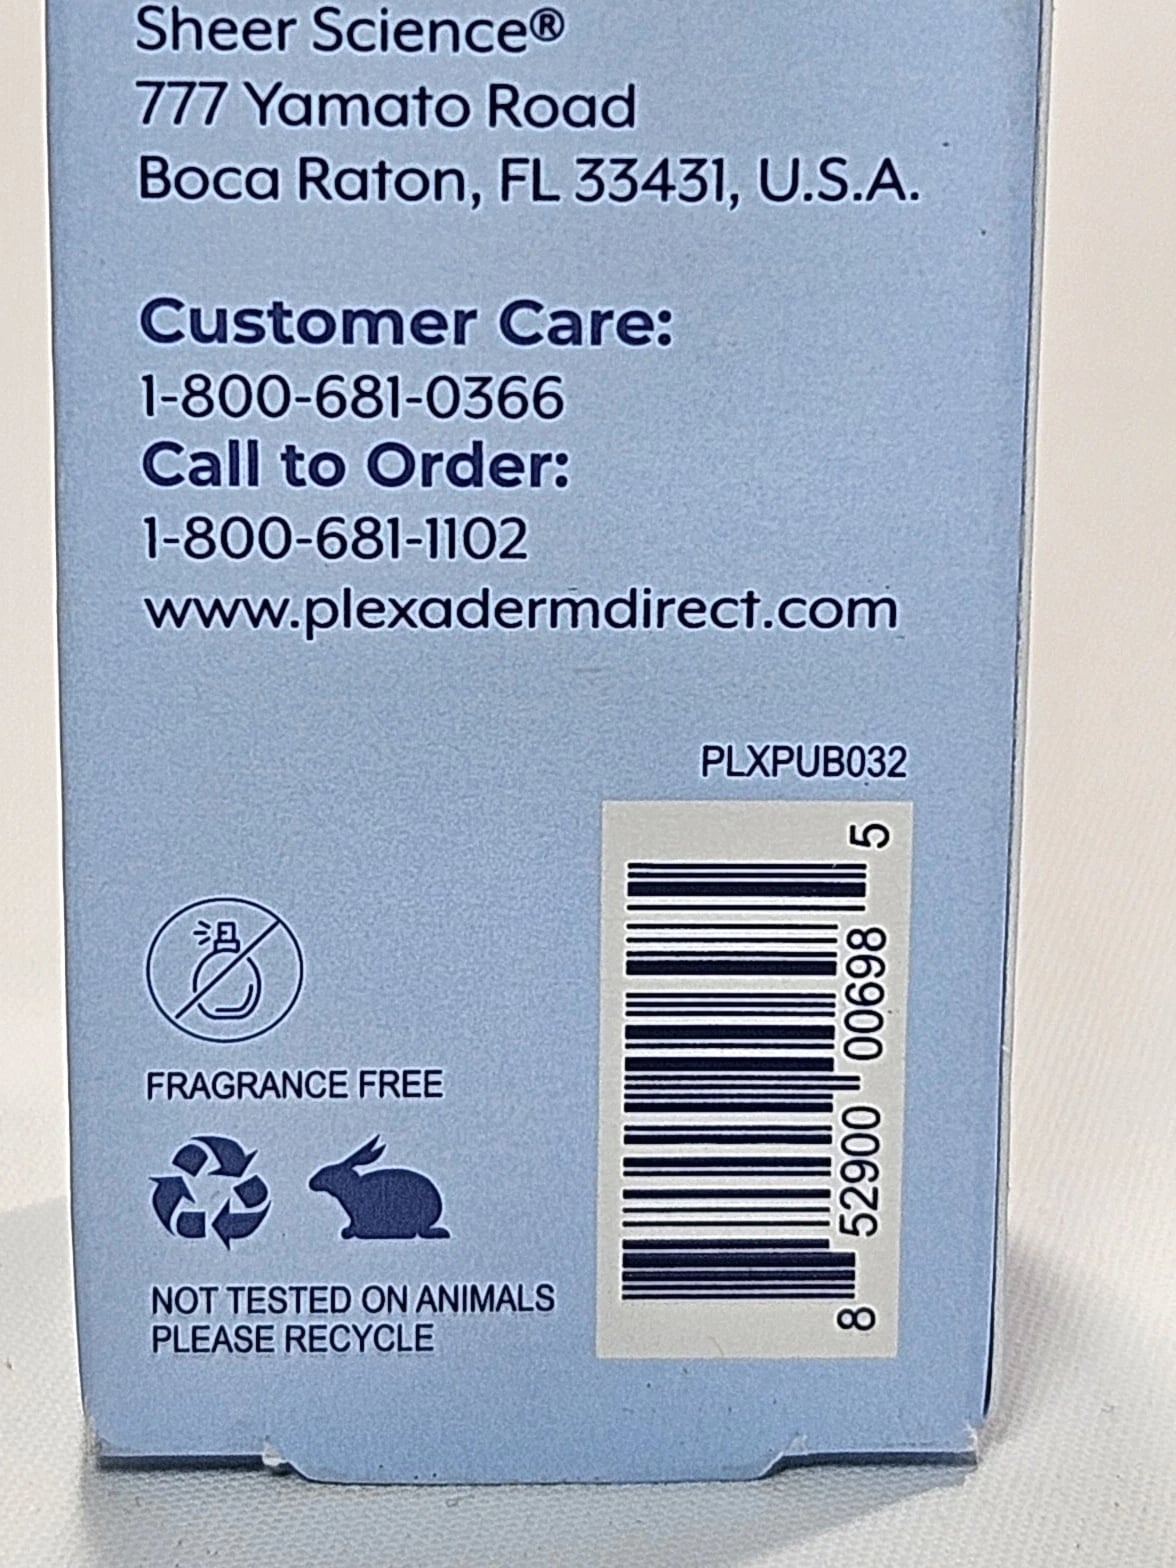 Sheer Science®
777 Yamato Road
Boca Raton, FL 33431, U.S.A.
Customer Care:
1-800-681-0366
Call to Order:
1-800-681-1102
www.plexadermdirect.com
PLXPUB032
8 52900 00698 5
FRAGRANCE FREE
NOT TESTED ON ANIMALS
PLEASE RECYCLE